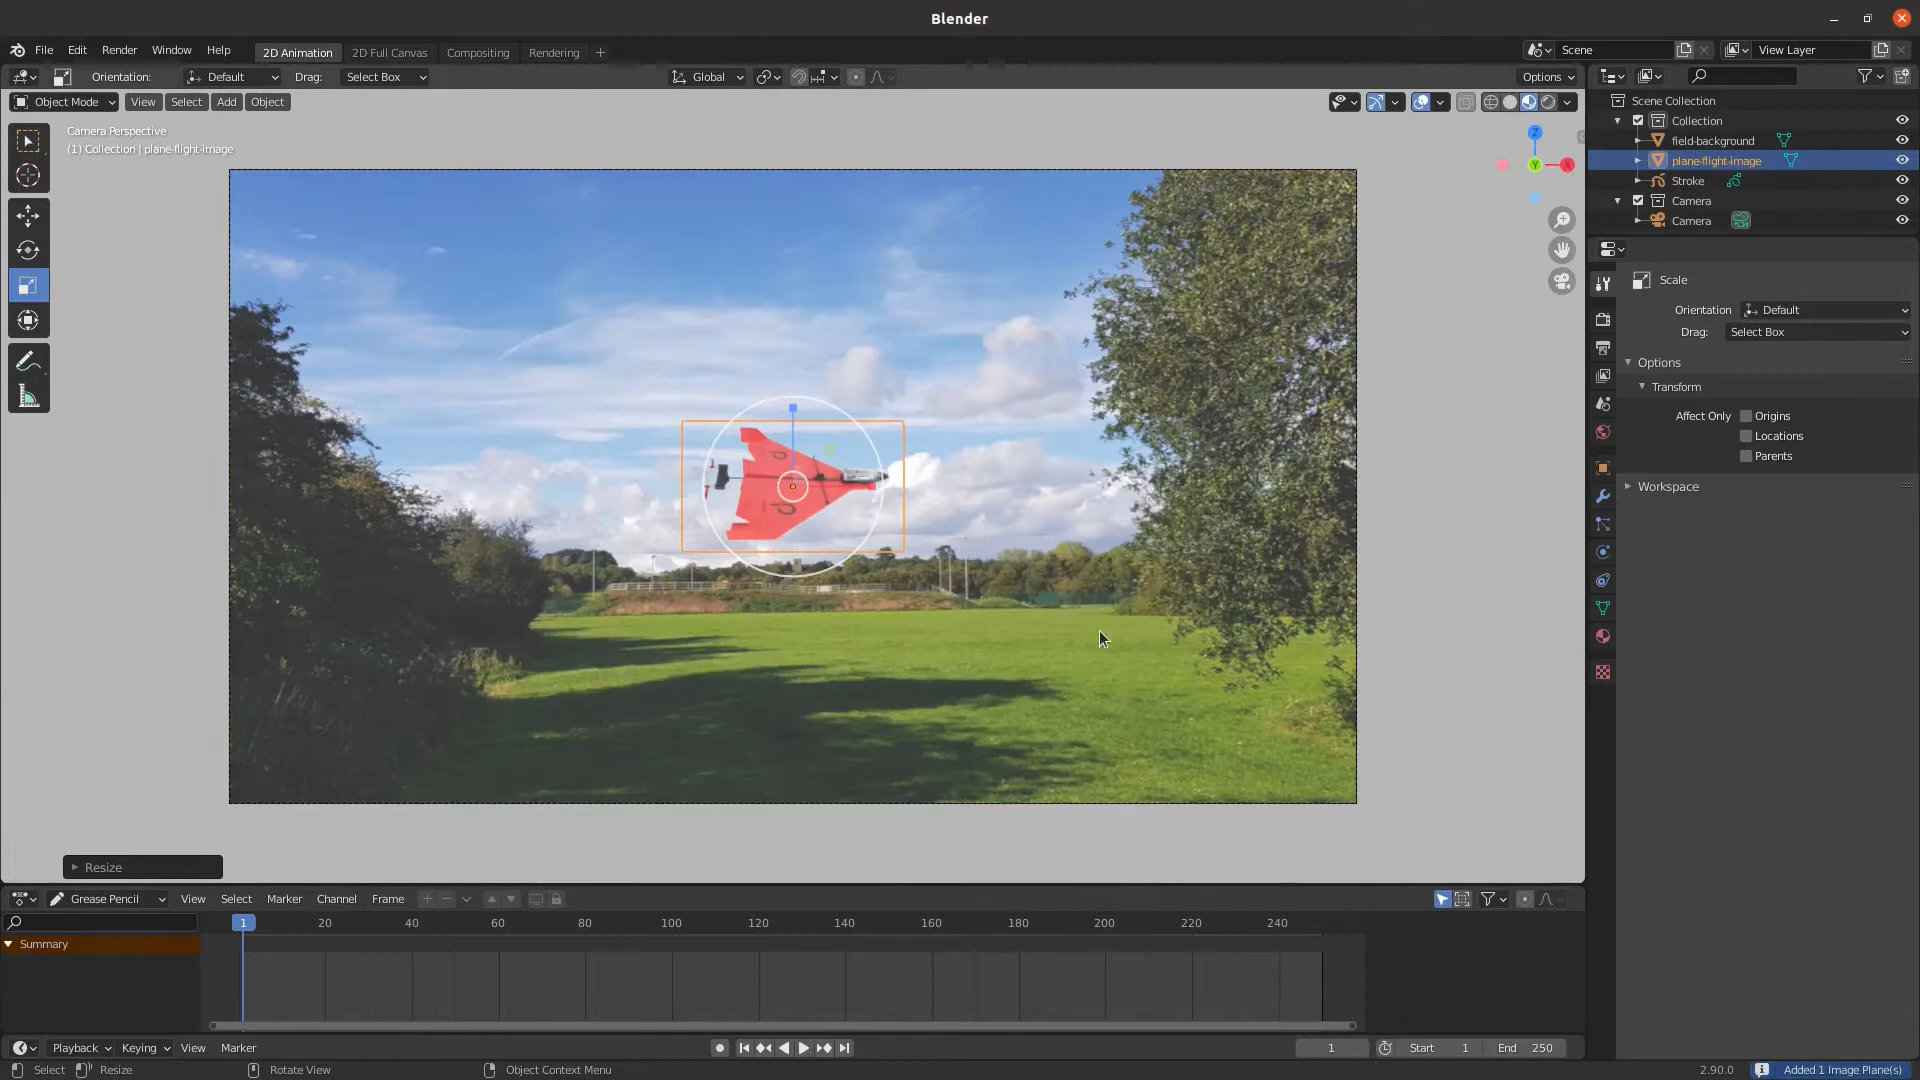 Blender
File Edit Render Window Help 2D Animation 2D Full Canvas Compositing Rendering + Scene View Layer
Orientation: Default Drag: Select Box Global Options
Object Mode View Select Add Object
Camera Perspective
(1) Collection | plane-flight-image
Z
Y
X
Scene Collection
Collection
field-background
plane-flight-image
Stroke
Camera
Camera
Scale
Orientation Default
Drag: Select Box
Options
Transform
Affect Only Origins
Locations
Parents
Workspace
Resize
Grease Pencil View Select Marker Channel Frame
1 20 40 60 80 100 120 140 160 180 200 220 240
Summary
Playback Keying View Marker 1 Start 1 End 250
Select Resize Rotate View Object Context Menu 2.90.0 Added 1 Image Plane(s)